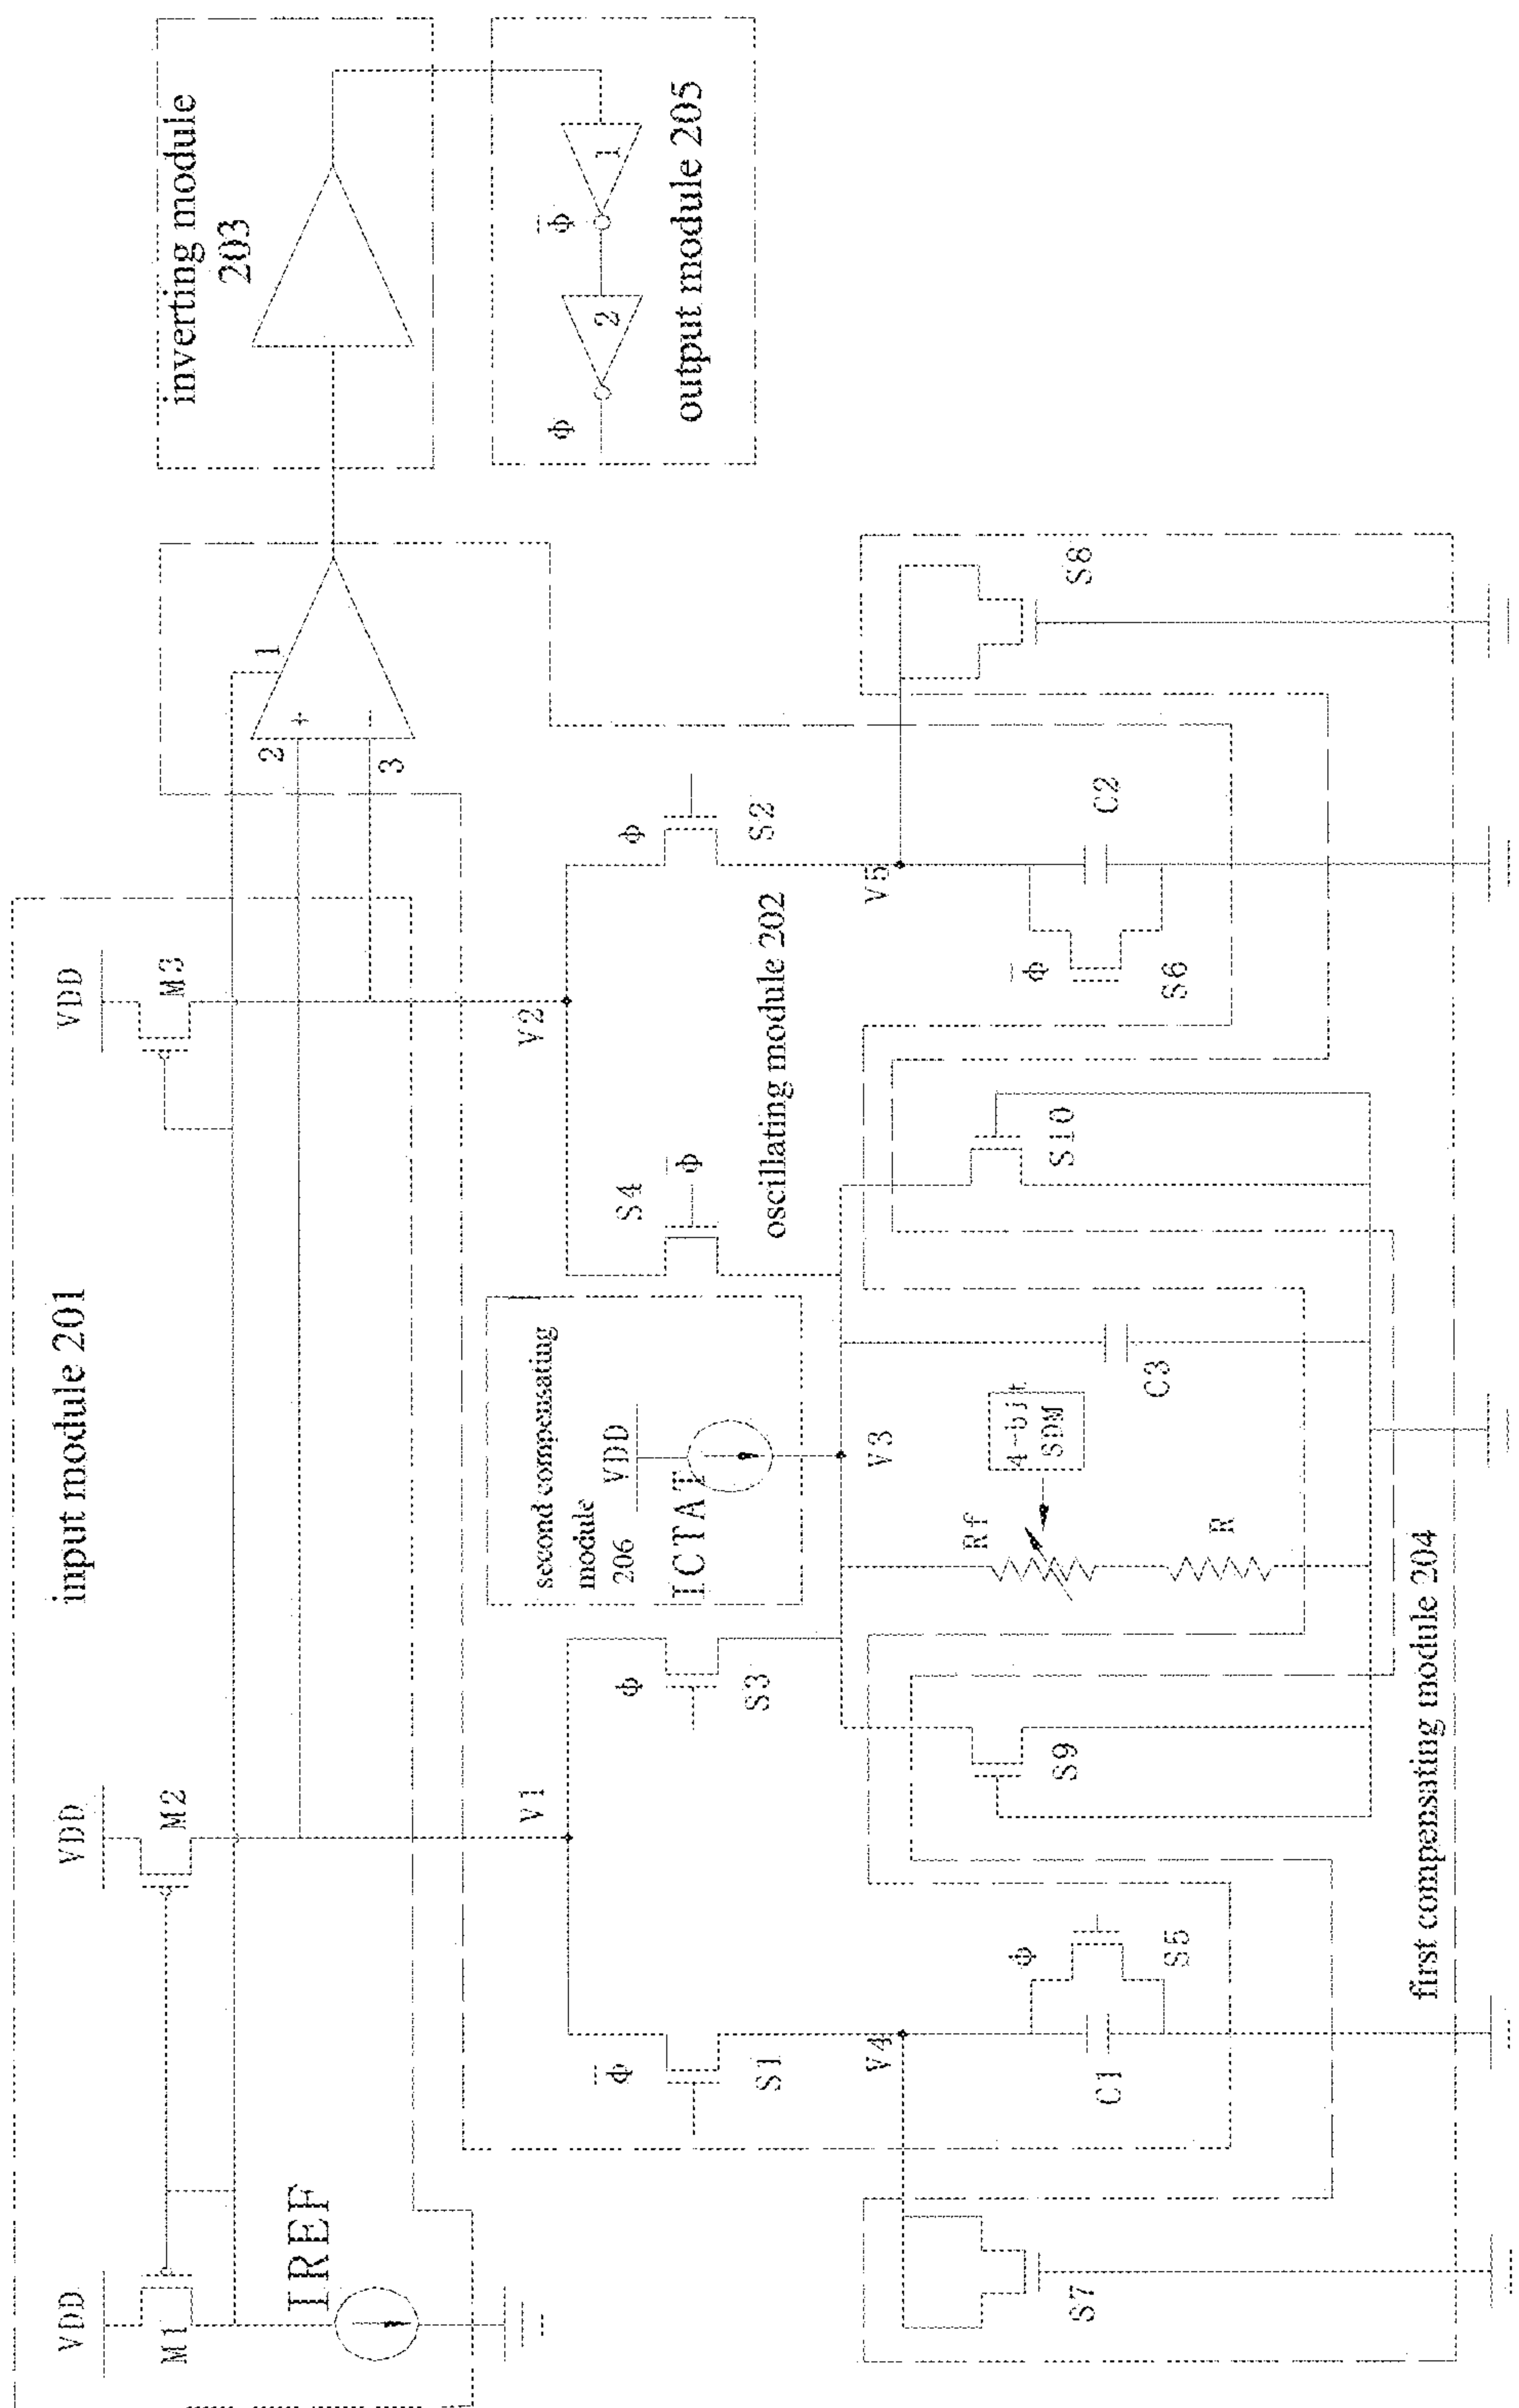 input module 201
VDD
VDD
VDD
M1
M2
M3
IREF
inverting module
203
1
2
+
3
−
Φ̅
Φ
1
2
output module 205
V1
V2
second compensating
module
206
VDD
ICTAT
Φ̅
S1
Φ
S3
S4
Φ̅
Φ
S2
oscillating module 202
V4
V3
V5
S7
C1
Φ
S5
S9
Rf
R
4-bit
SDM
C3
S10
Φ̅
S6
C2
S8
first compensating module 204